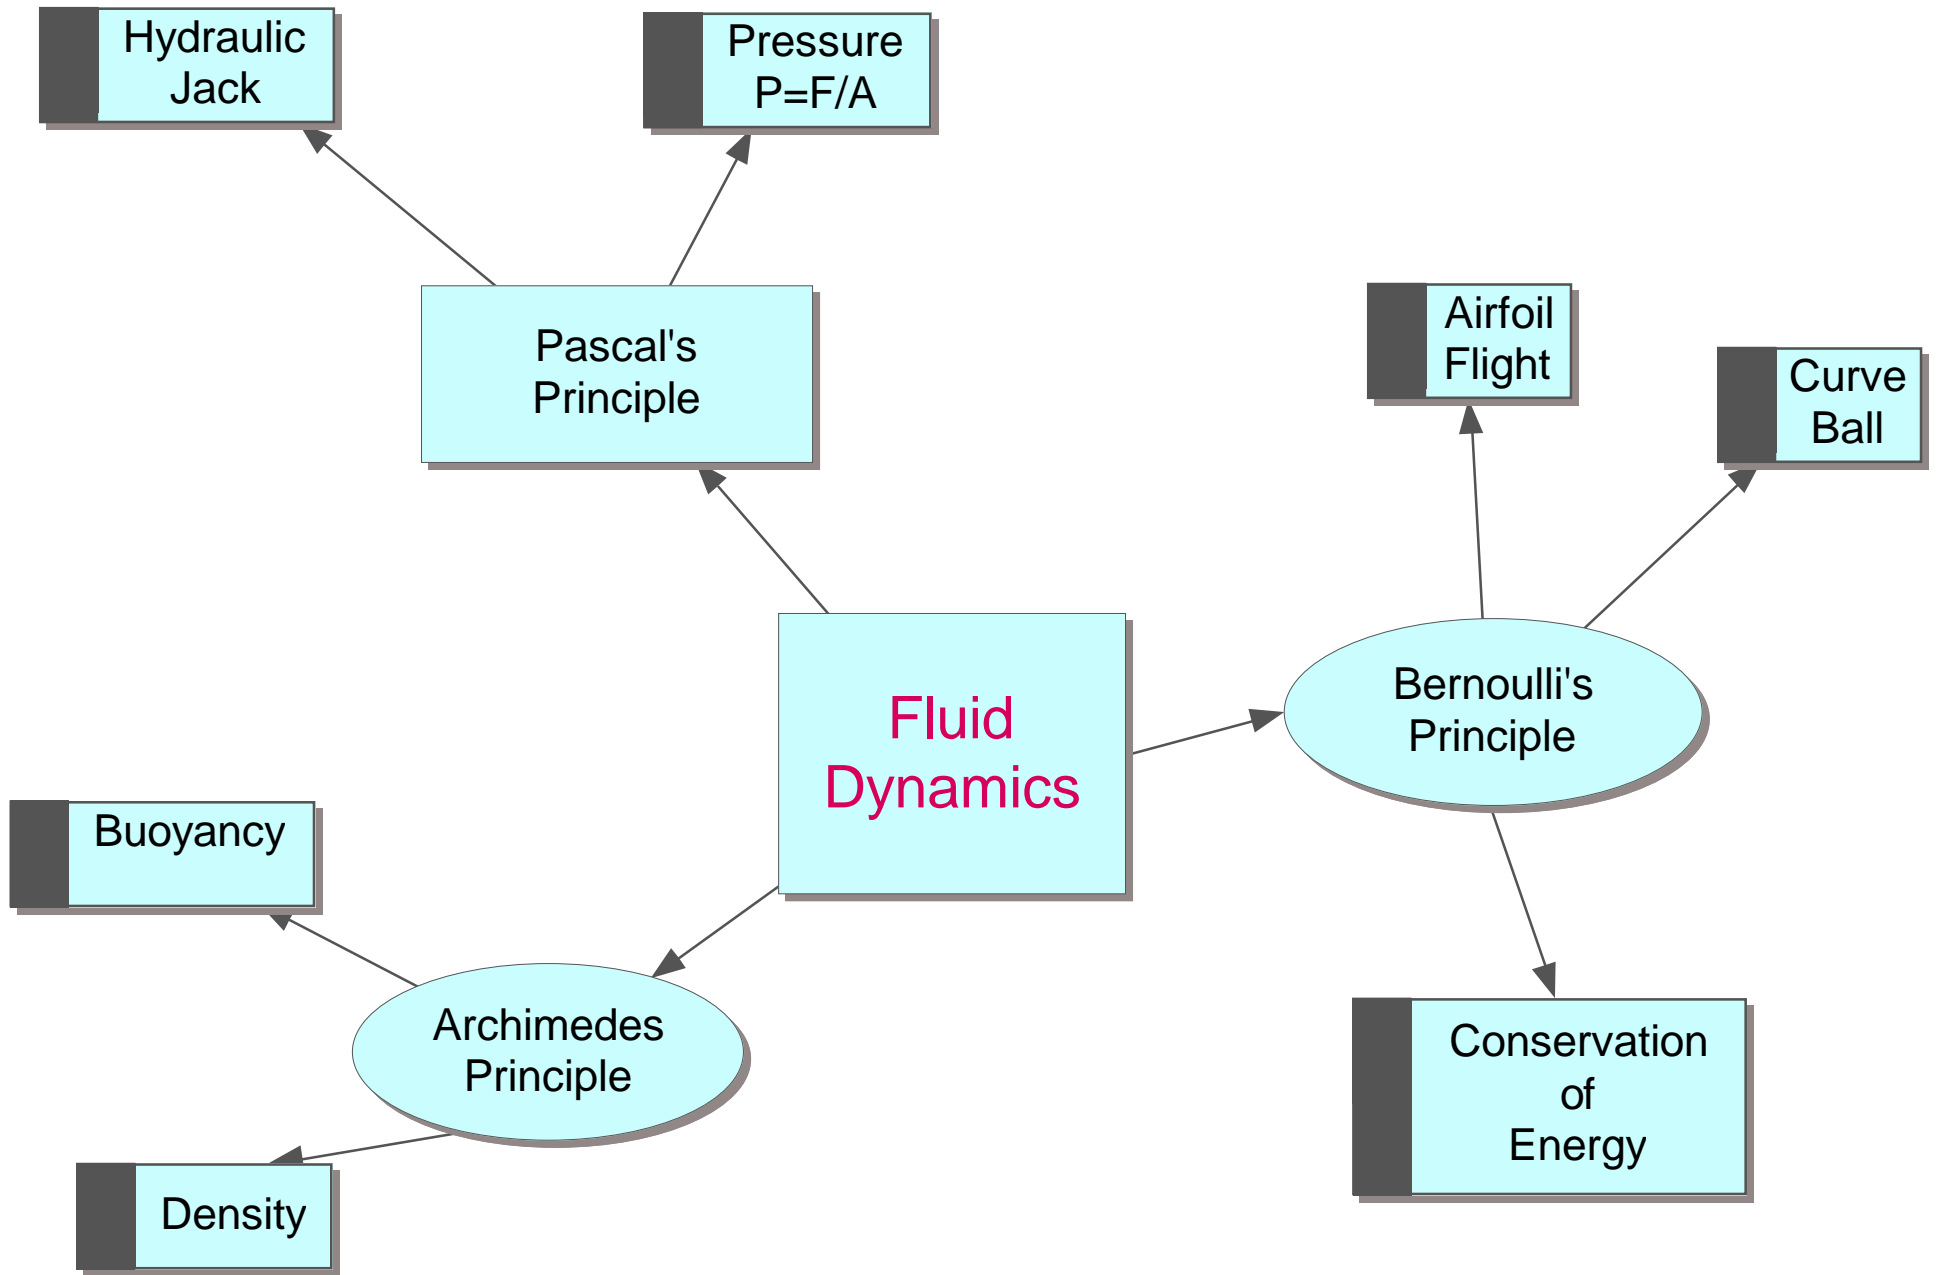 Hydraulic
Jack
Pressure
P=F/A
Pascal's
Principle
Airfoil
Flight
Curve
Ball
Fluid
Dynamics
Bernoulli's
Principle
Buoyancy
Archimedes
Principle
Conservation
of
Energy
Density